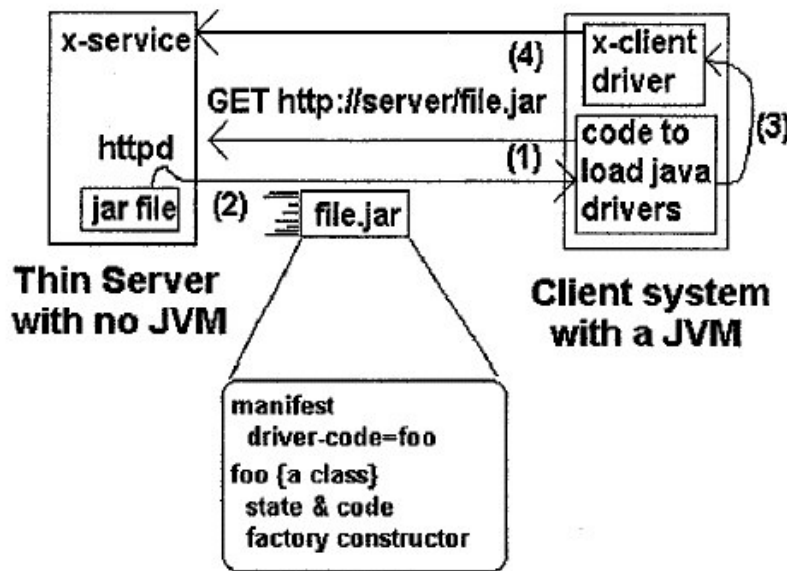 x-service
(4)
x-client
driver
GET http://server/file.jar
(1)
code to
load java
drivers
(3)
httpd
jar file
(2)
file.jar
Thin Server
with no JVM
Client system
with a JVM
manifest
driver-code=foo
foo {a class}
state & code
factory constructor